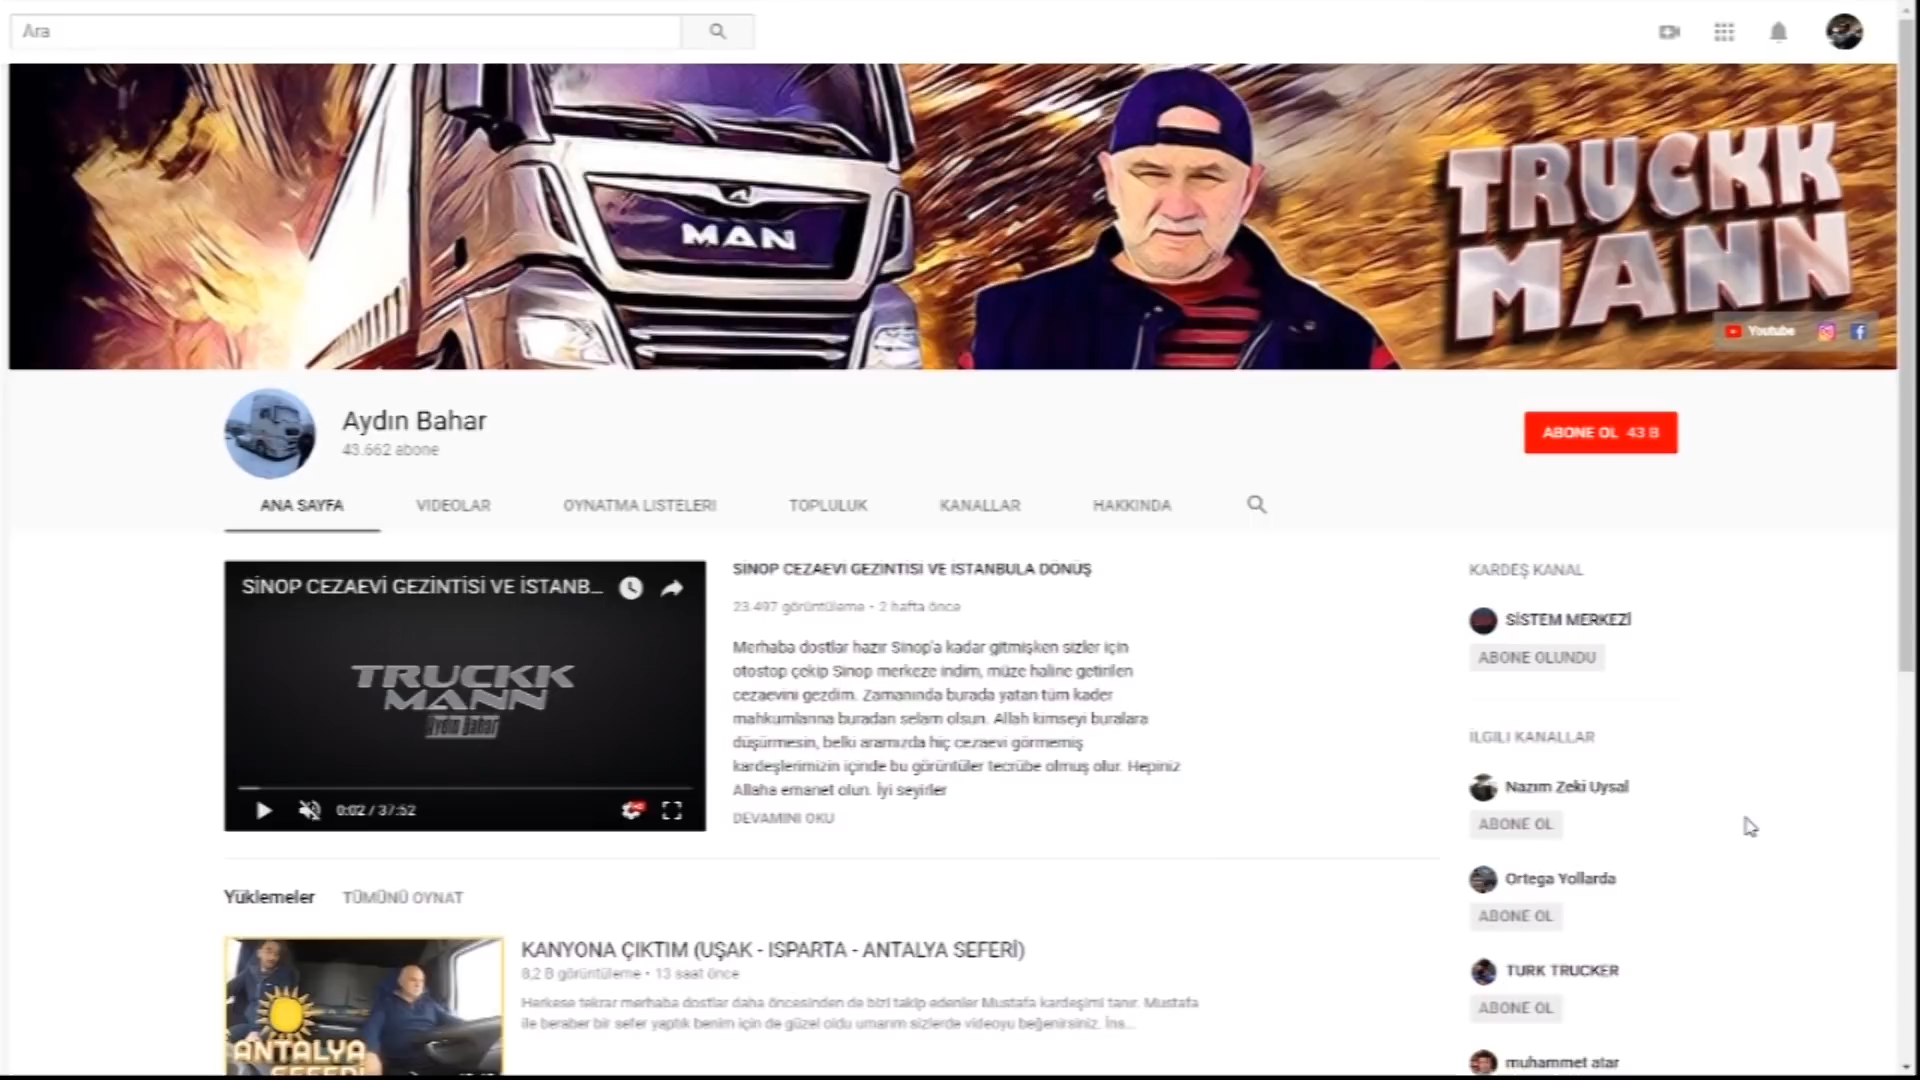 Ara
MAN
TRUCKK
MANN
Youtube
Aydın Bahar
43.662 abone
ABONE OL 43 B
ANA SAYFA
VIDEOLAR
OYNATMA LISTELERI
TOPLULUK
KANALLAR
HAKKINDA
SİNOP CEZAEVİ GEZİNTİSİ VE İSTANB...
TRUCKK
MANN
Aydın Bahar
0:02 / 37:52
SİNOP CEZAEVİ GEZİNTİSİ VE İSTANBULA DÖNÜŞ
23.497 görüntüleme • 2 hafta önce
Merhaba dostlar hazır Sinop'a kadar gitmişken sizler için
otostop çekip Sinop merkeze indim, müze haline getirilen
cezaevini gezdim. Zamanında burada yatan tüm kader
mahkumlarına buradan selam olsun. Allah kimseyi buralara
düşürmesin, belki aramızda hiç cezaevi görmemiş
kardeşlerimizin içinde bu görüntüler tecrübe olmuş olur. Hepiniz
Allaha emanet olun. İyi seyirler
DEVAMINI OKU
KARDEŞ KANAL
SİSTEM MERKEZİ
ABONE OLUNDU
İLGİLİ KANALLAR
Nazım Zeki Uysal
ABONE OL
Ortega Yollarda
ABONE OL
TURK TRUCKER
ABONE OL
muhammet atar
Yüklemeler
TÜMÜNÜ OYNAT
ANTALYA
SEFERİ
KANYONA ÇIKTIM (UŞAK - ISPARTA - ANTALYA SEFERİ)
8,2 B görüntüleme • 13 saat önce
Herkese tekrar merhaba dostlar daha öncesinden de bizi takip edenler Mustafa kardeşimi tanır. Mustafa
ile beraber bir sefer yaptık benim için de güzel oldu umarım sizlerde videoyu beğenirsiniz. İns...